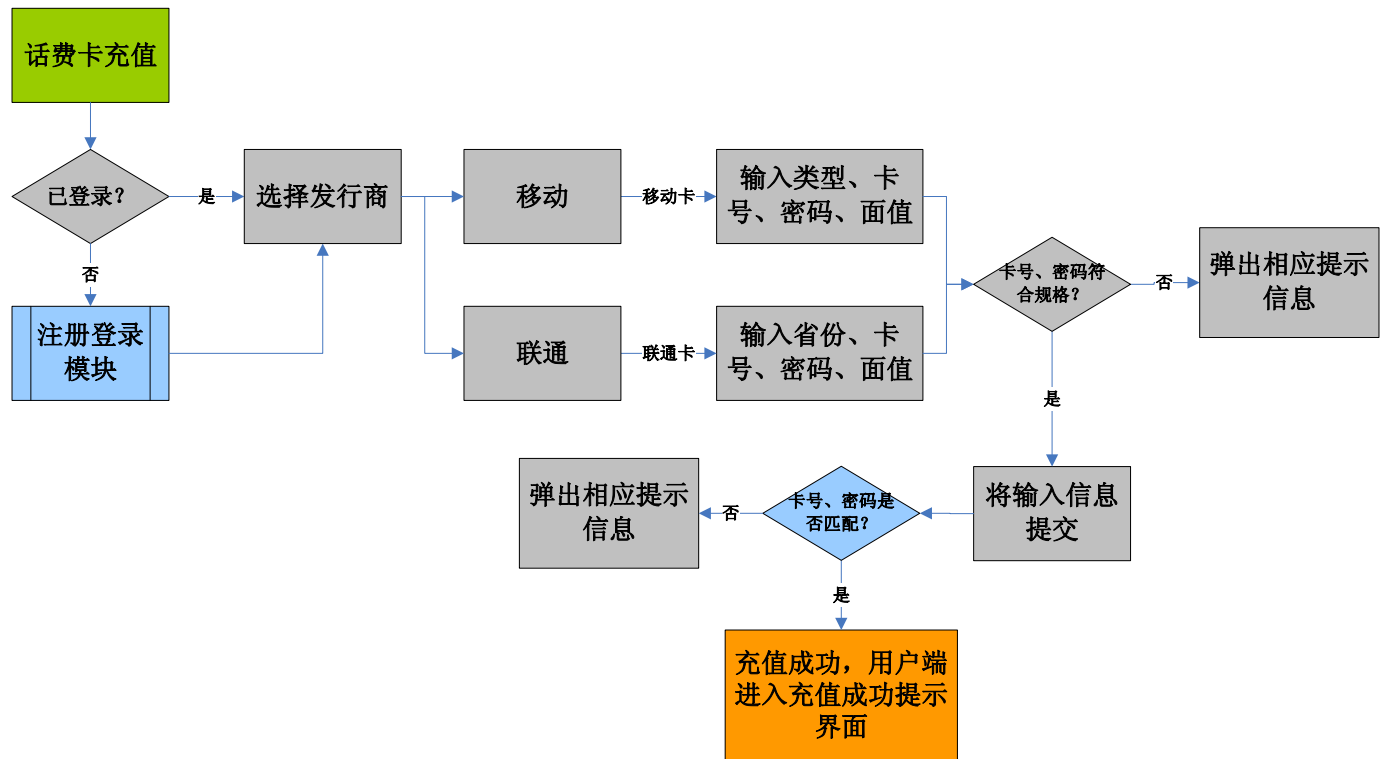 话费卡充值
已登录？
是
选择发行商
移动
移动卡
输入类型、卡
号、密码、面值
卡号、密码符
合规格？
否
弹出相应提示
信息
否
注册登录
模块
联通
联通卡
输入省份、卡
号、密码、面值
是
将输入信息
提交
卡号、密码是
否匹配？
否
弹出相应提示
信息
是
充值成功，用户端
进入充值成功提示
界面